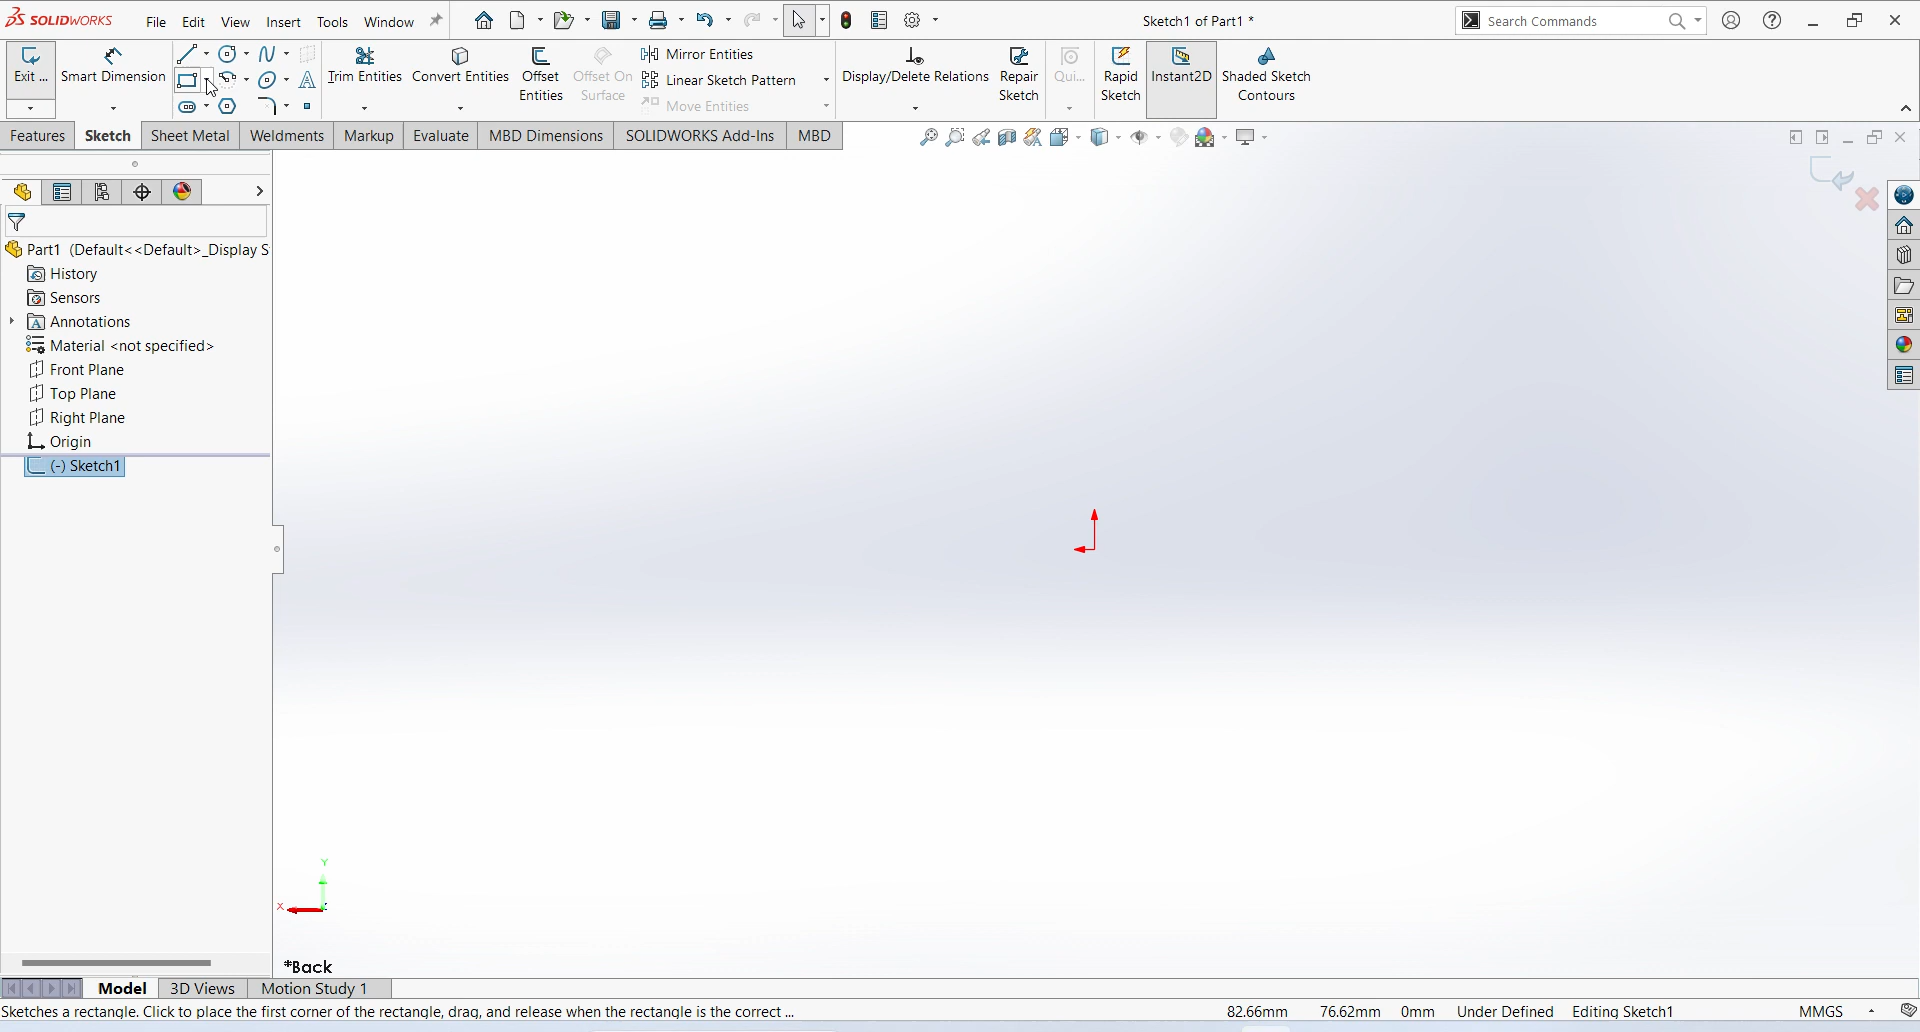 SOLIDWORKS File Edit View Insert Tools Window Sketch1 of Part1 * Search Commands
Exit ... Smart Dimension Trim Entities Convert Entities Offset Entities Offset On Surface Mirror Entities Linear Sketch Pattern Move Entities Display/Delete Relations Repair Sketch Qui... Rapid Sketch Instant2D Shaded Sketch Contours
Features Sketch Sheet Metal Weldments Markup Evaluate MBD Dimensions SOLIDWORKS Add-Ins MBD
Part1 (Default<<Default>_Display S
History
Sensors
Annotations
Material <not specified>
Front Plane
Top Plane
Right Plane
Origin
(-) Sketch1
Y
X
*Back
Model 3D Views Motion Study 1
Sketches a rectangle. Click to place the first corner of the rectangle, drag, and release when the rectangle is the correct ... 82.66mm 76.62mm 0mm Under Defined Editing Sketch1 MMGS